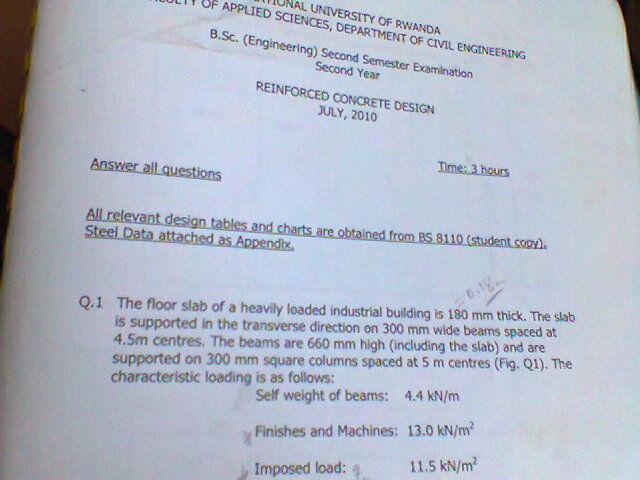 UNIVERSITY OF RWANDA
OF APPLIED SCIENCES, DEPARTMENT OF CIVIL ENGINEERING
B.Sc. (Engineering) Second Semester Examination
Second Year
REINFORCED CONCRETE DESIGN
JULY, 2010
Answer all questions Time: 3 hours
All relevant design tables and charts are obtained from BS 8110 (student copy).
Steel Data attached as Appendix.
Q.1 The floor slab of a heavily loaded industrial building is 180 mm thick. The slab
is supported in the transverse direction on 300 mm wide beams spaced at
4.5m centres. The beams are 660 mm high (including the slab) and are
supported on 300 mm square columns spaced at 5 m centres (Fig. Q1). The
characteristic loading is as follows:
Self weight of beams: 4.4 kN/m
Finishes and Machines: 13.0 kN/m²
Imposed load: 11.5 kN/m²